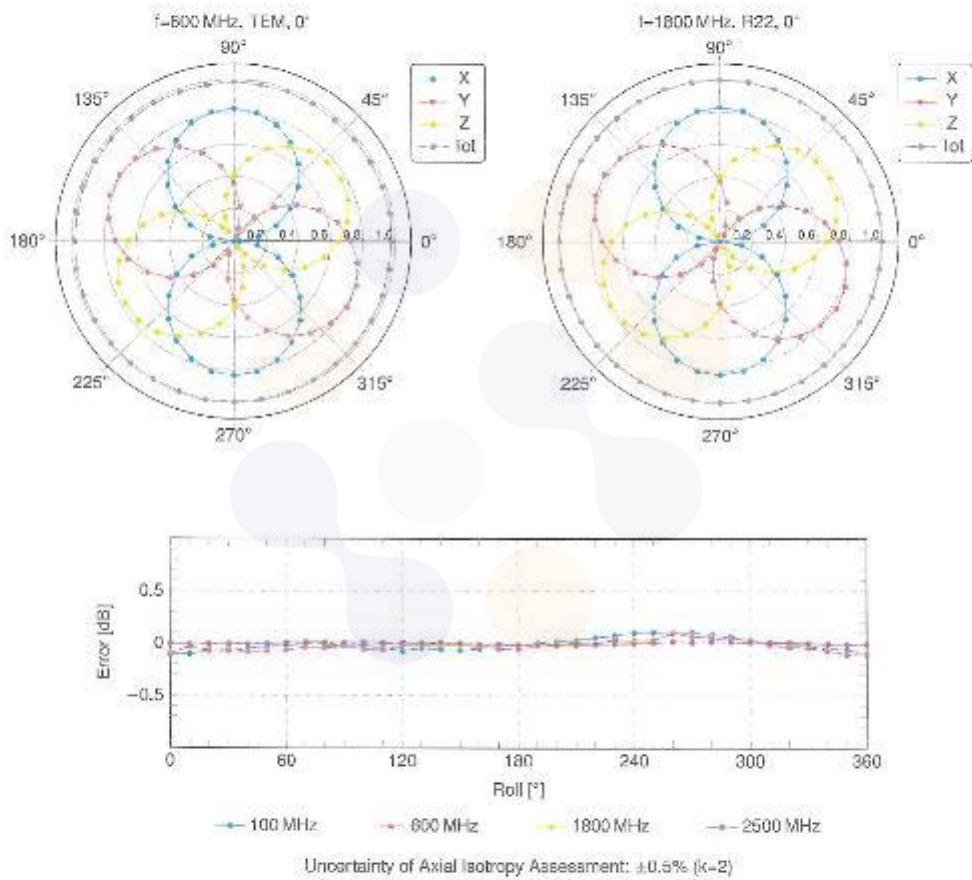 f=600 MHz, TEM, 0°
90°
135°
45°
180°
0.2 0.4 0.6 0.8 1.0
0°
225°
315°
270°
X
Y
Z
Tot
f=1800 MHz, R22, 0°
90°
135°
45°
180°
0.2 0.4 0.6 0.8 1.0
0°
225°
315°
270°
X
Y
Z
Tot
Error [dB]
0.5
0
−0.5
0 60 120 180 240 300 360
Roll [°]
100 MHz 600 MHz 1800 MHz 2500 MHz
Uncertainty of Axial Isotropy Assessment: ±0.5% (k=2)